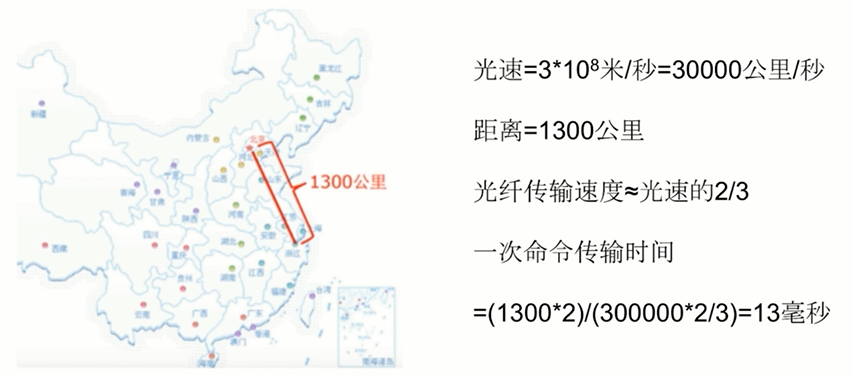 黑龙江
吉林
辽宁
新疆
内蒙古
北京
河北
山西
山东
1300公里
宁夏
青海
甘肃
陕西
河南
安徽
西藏
四川
重庆
湖北
浙江
贵州
湖南
江西
福建
台湾
云南
广西
广东
香港
澳门
海南
南海诸岛
光速=3*10⁸米/秒=30000公里/秒
距离=1300公里
光纤传输速度≈光速的2/3
一次命令传输时间
=(1300*2)/(300000*2/3)=13毫秒